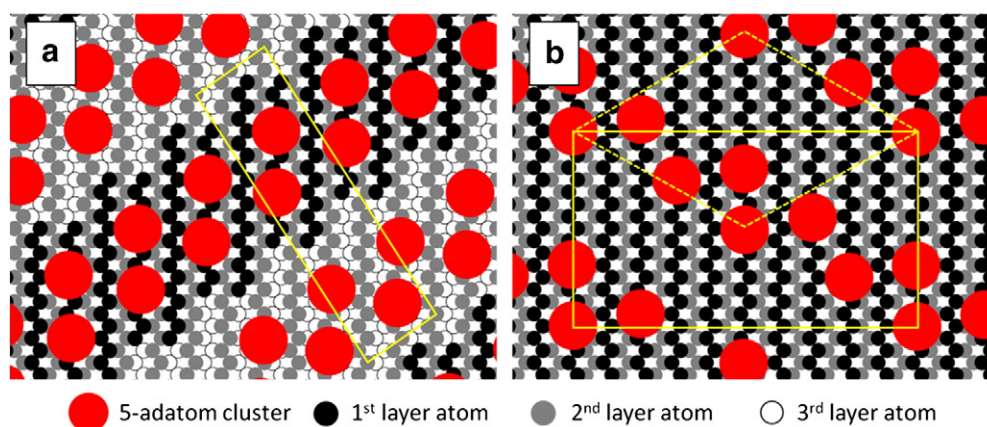 a
b
5-adatom cluster
1st layer atom
2nd layer atom
3rd layer atom